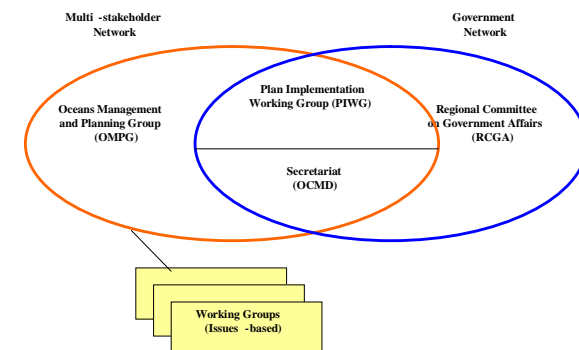 Multi -stakeholder
Network
Government
Network
Oceans Management
and Planning Group
(OMPG)
Plan Implementation
Working Group (PIWG)
Regional Committee
on Government Affairs
(RCGA)
Secretariat
(OCMD)
Working Groups
(Issues -based)